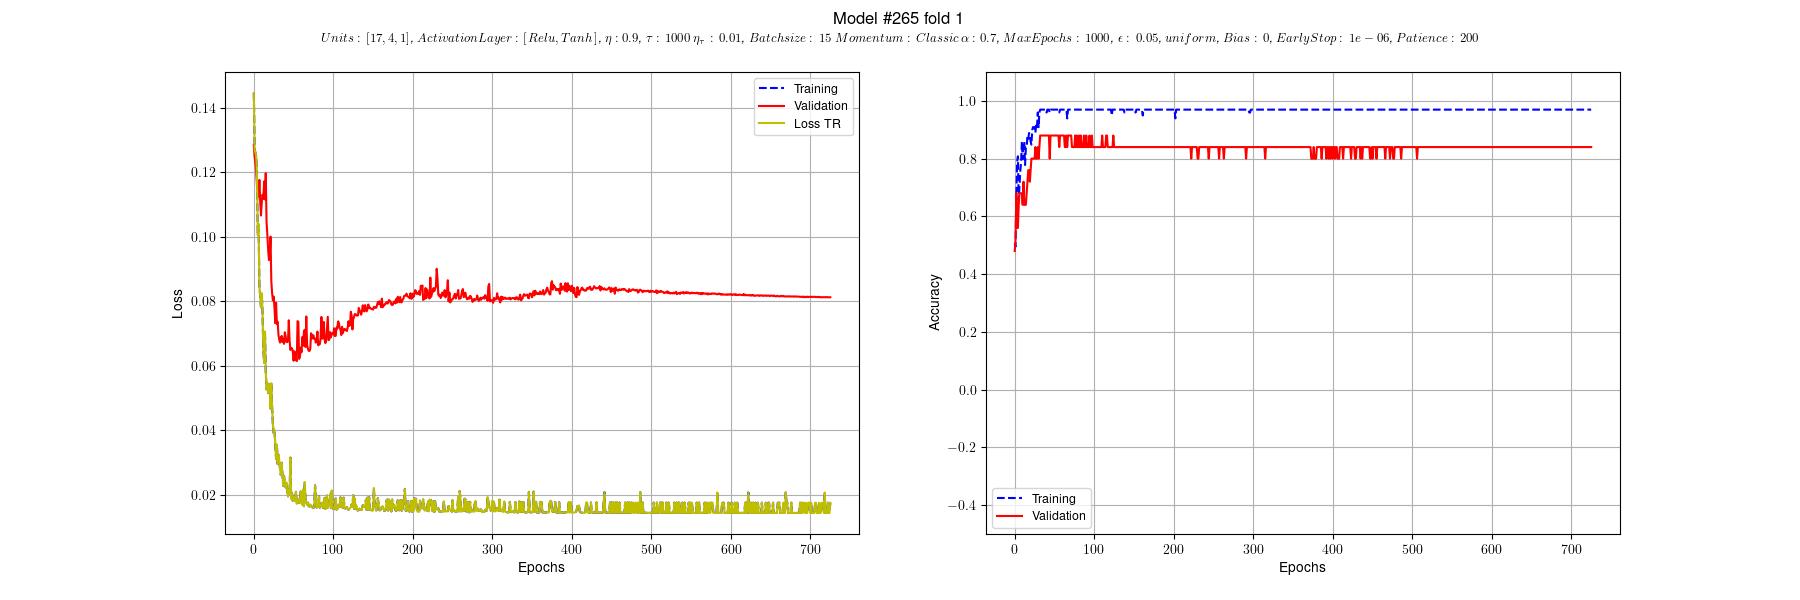 Model #265 fold 1
Units : [17, 4, 1], ActivationLayer : [Relu, Tanh], η : 0.9, τ : 1000 η_τ : 0.01, Batchsize : 15 Momentum : Classic α : 0.7, MaxEpochs : 1000, ϵ : 0.05, uniform, Bias : 0, EarlyStop : 1e − 06, Patience : 200
0.14
0.12
0.10
0.08
0.06
0.04
0.02
Loss
Training
Validation
Loss TR
0 100 200 300 400 500 600 700
Epochs
1.0
0.8
0.6
0.4
0.2
0.0
−0.2
−0.4
Accuracy
Training
Validation
0 100 200 300 400 500 600 700
Epochs